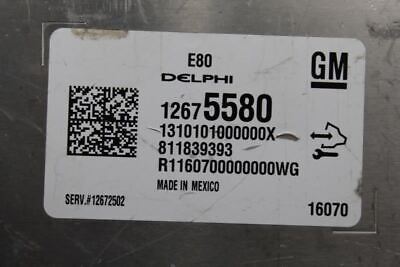 E80
DELPHI
GM
12675580
1310101000000X
811839393
R1160700000000WG
MADE IN MEXICO
SERV.#12672502
16070